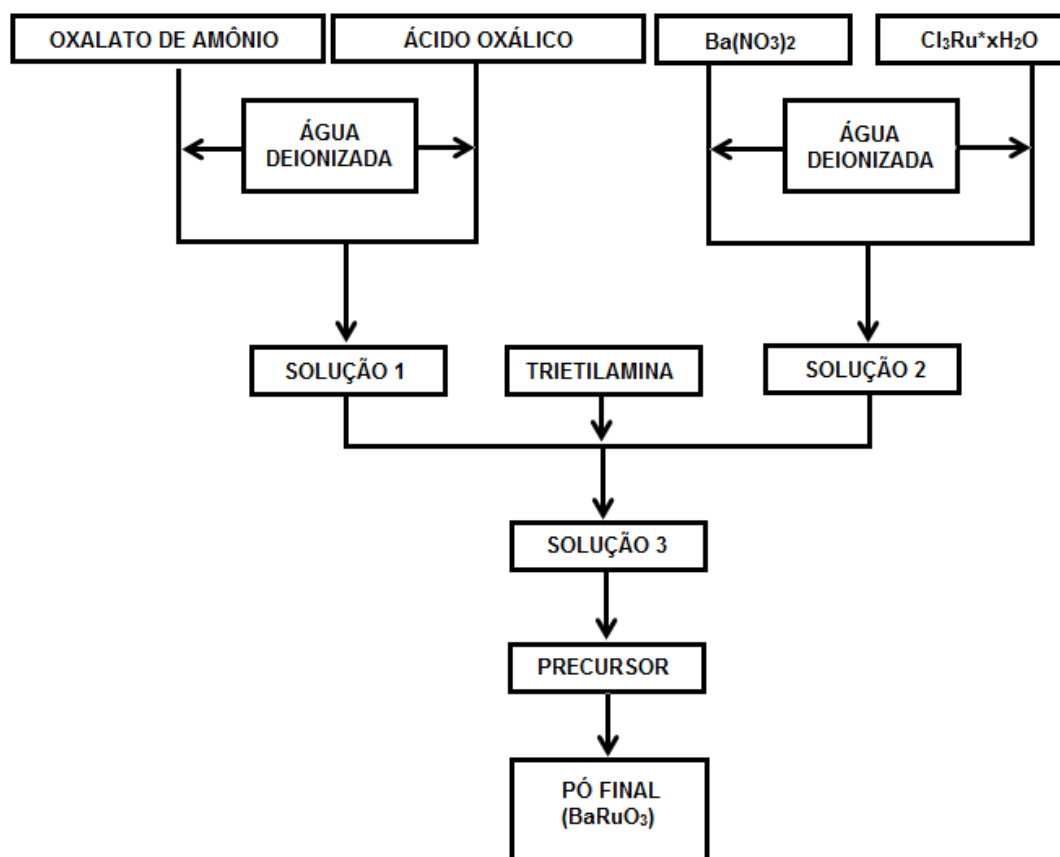 OXALATO DE AMÔNIO
ÁCIDO OXÁLICO
Ba(NO3)2
Cl3Ru*xH2O
ÁGUA
DEIONIZADA
ÁGUA
DEIONIZADA
SOLUÇÃO 1
TRIETILAMINA
SOLUÇÃO 2
SOLUÇÃO 3
PRECURSOR
PÓ FINAL
(BaRuO3)